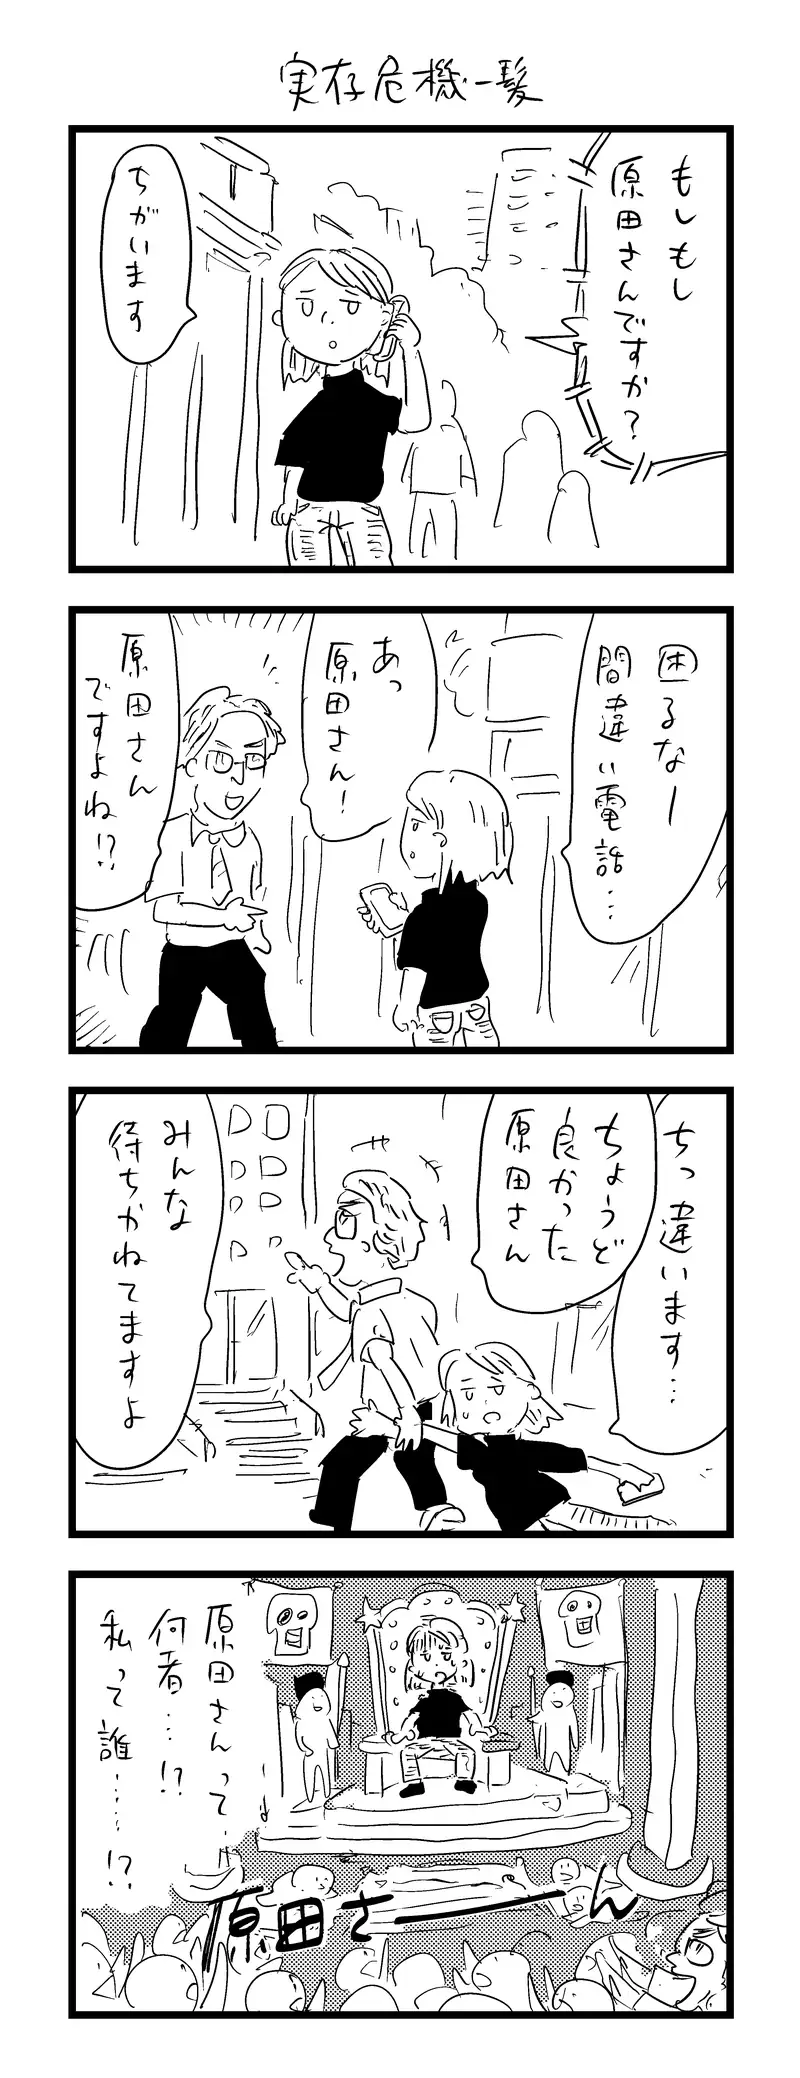 実存危機一髪
もしもし
原田さんですか?
ちがいます
困るなー
間違い電話…
あっ
原田さん!
原田さん
ですよね!?
ちっ違います…
ちょうど
良かった
原田さん
みんな
待ちかねてますよ
原田さんって
何者…!?
私って誰……!?
原田さーーん